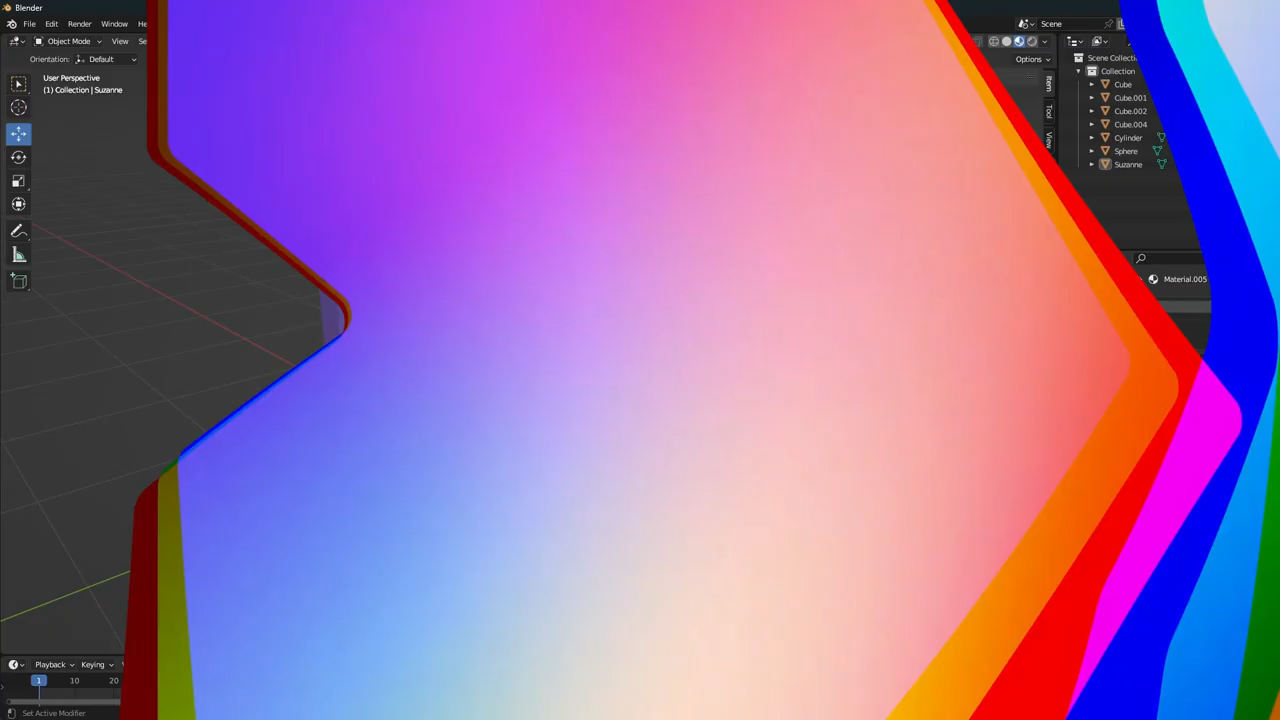 Blender
File Edit Render Window
Scene
Object Mode View
Orientation: Default
Options
User Perspective
(1) Collection | Suzanne
Scene Collecti
Collection
Cube
Cube.001
Cube.002
Cube.004
Cylinder
Sphere
Suzanne
Item
Tool
View
Material.005
Playback Keying
1 10 20
Set Active Modifier